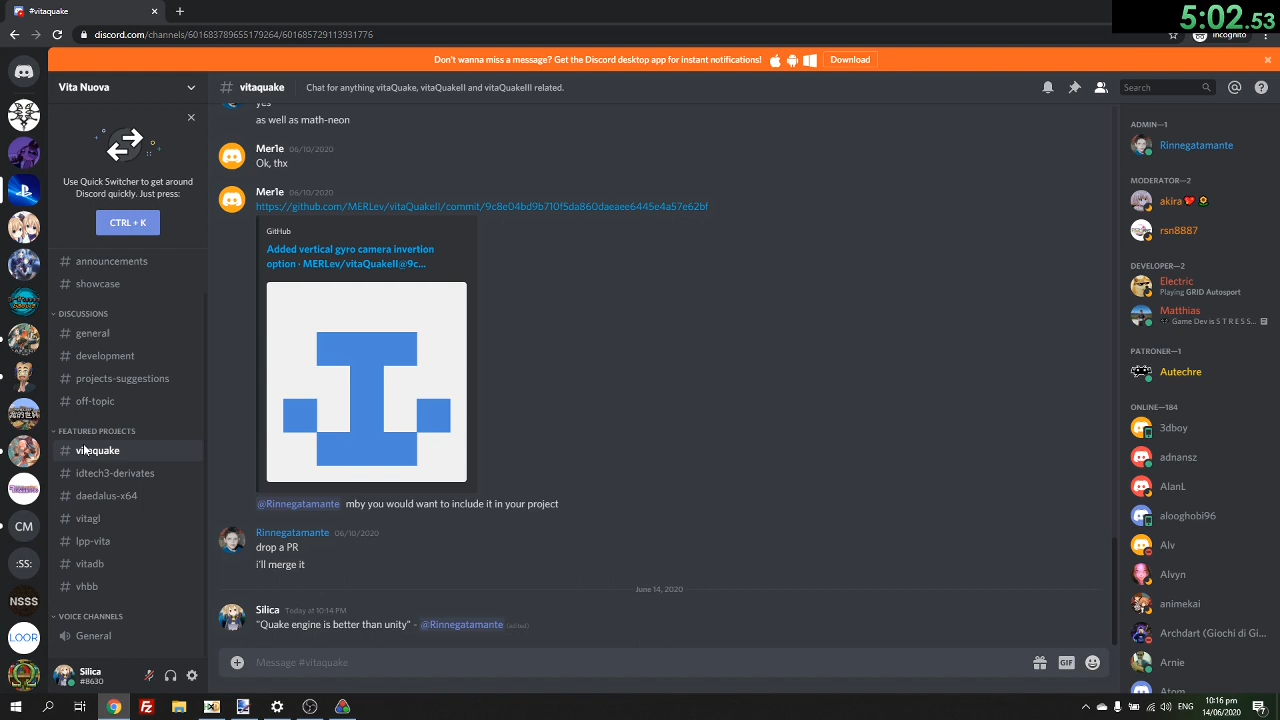 #vitaquake
5:02.53
discord.com/channels/601683789655179264/601685729113931776
Incognito
Don't wanna miss a message? Get the Discord desktop app for instant notifications!
Download
Vita Nuova
# vitaquake
Chat for anything vitaQuake, vitaQuakeII and vitaQuakeIII related.
Search
Use Quick Switcher to get around
Discord quickly. Just press:
CTRL + K
# announcements
# showcase
DISCUSSIONS
# general
# development
# projects-suggestions
# off-topic
FEATURED PROJECTS
# vitaquake
# idtech3-derivates
# daedalus-x64
# vitagl
# lpp-vita
# vitadb
# vhbb
VOICE CHANNELS
General
Silica
#8630
CM
:SS:
NSSS
LOOR
yes
as well as math-neon
Mer1e 06/10/2020
Ok, thx
Mer1e 06/10/2020
https://github.com/MERLev/vitaQuakeII/commit/9c8e04bd9b710f5da860daeaee6445e4a57e62bf
GitHub
Added vertical gyro camera invertion
option · MERLev/vitaQuakeII@9c...
@Rinnegatamante mby you would want to include it in your project
Rinnegatamante 06/10/2020
drop a PR
i'll merge it
June 14, 2020
Silica Today at 10:14 PM
"Quake engine is better than unity" - @Rinnegatamante (edited)
Message #vitaquake
GIF
ADMIN—1
Rinnegatamante
MODERATOR—2
akira
rsn8887
DEVELOPER—2
Electric
Playing GRID Autosport
Matthias
Game Dev is S T R E S S...
PATRONER—1
Autechre
ONLINE—184
3dboy
adnansz
AlanL
alooghobi96
Alv
Alvyn
animekai
Archdart (Giochi di Gi...
Arnie
Atom
ENG
10:16 pm
14/06/2020